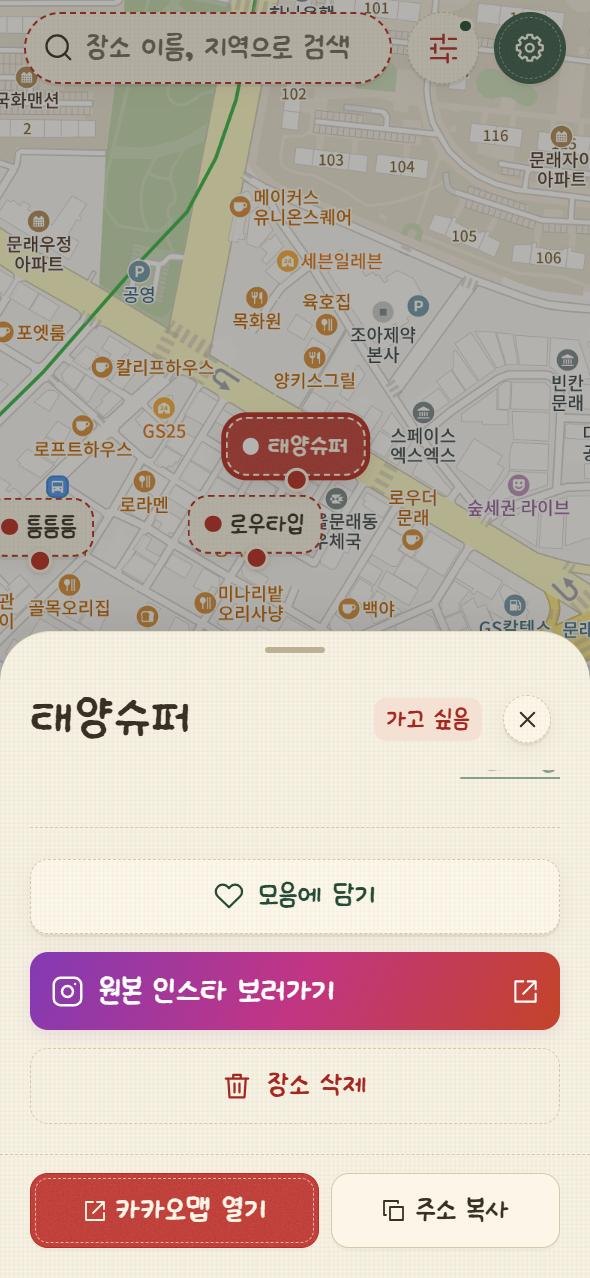 장소 이름, 지역으로 검색
101
국화맨션
2
102
103
104
116
문래자이
아파트
105
106
메이커스
유니온스퀘어
문래우정
아파트
P
공영
세븐일레븐
목화원
육호집
P
조아제약
본사
포엣룸
칼리프하우스
양키스그릴
빈칸
문래
GS25
로프트하우스
태양슈퍼
스페이스
엑스엑스
로라멘
로우더
문래
숲세권 라이브
틈틈틈
로우타입
문래동
우체국
골목오리집
미나리밭
오리사냥
백야
GS칼텍스
문래
태양슈퍼
가고 싶음
모음에 담기
원본 인스타 보러가기
장소 삭제
카카오맵 열기
주소 복사